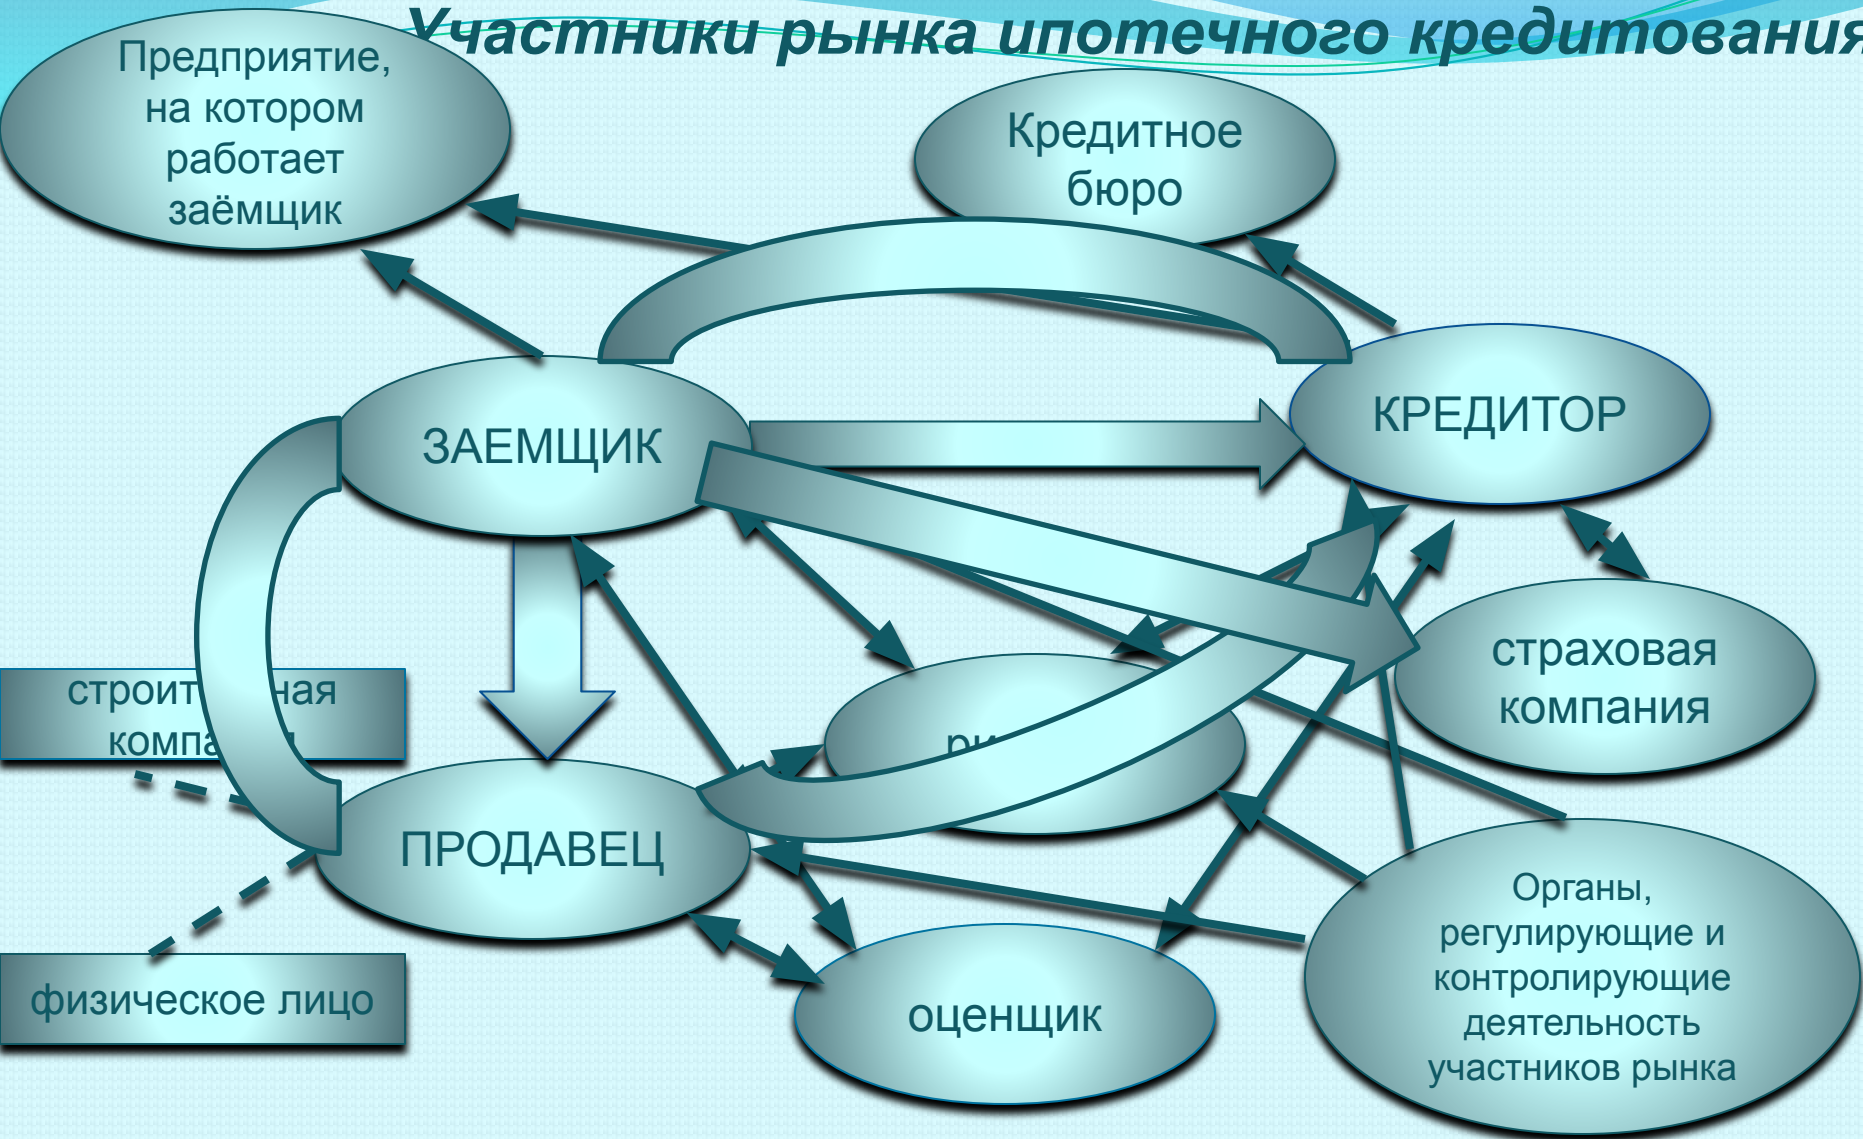 Участники рынка ипотечного кредитования
Предприятие,
на котором
работает
заёмщик
Кредитное
бюро
ЗАЕМЩИК
КРЕДИТОР
страховая
компания
ПРОДАВЕЦ
физическое лицо
оценщик
Органы,
регулирующие и
контролирующие
деятельность
участников рынка